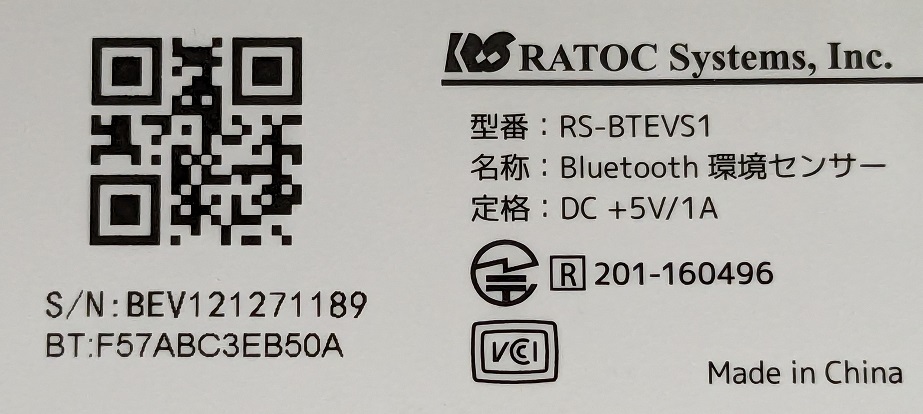 S/N:BEV121271189
BT:F57ABC3EB50A
RATOC Systems, Inc.
型番：RS-BTEVS1
名称：Bluetooth 環境センサー
定格：DC +5V/1A
R 201-160496
VCCI
Made in China